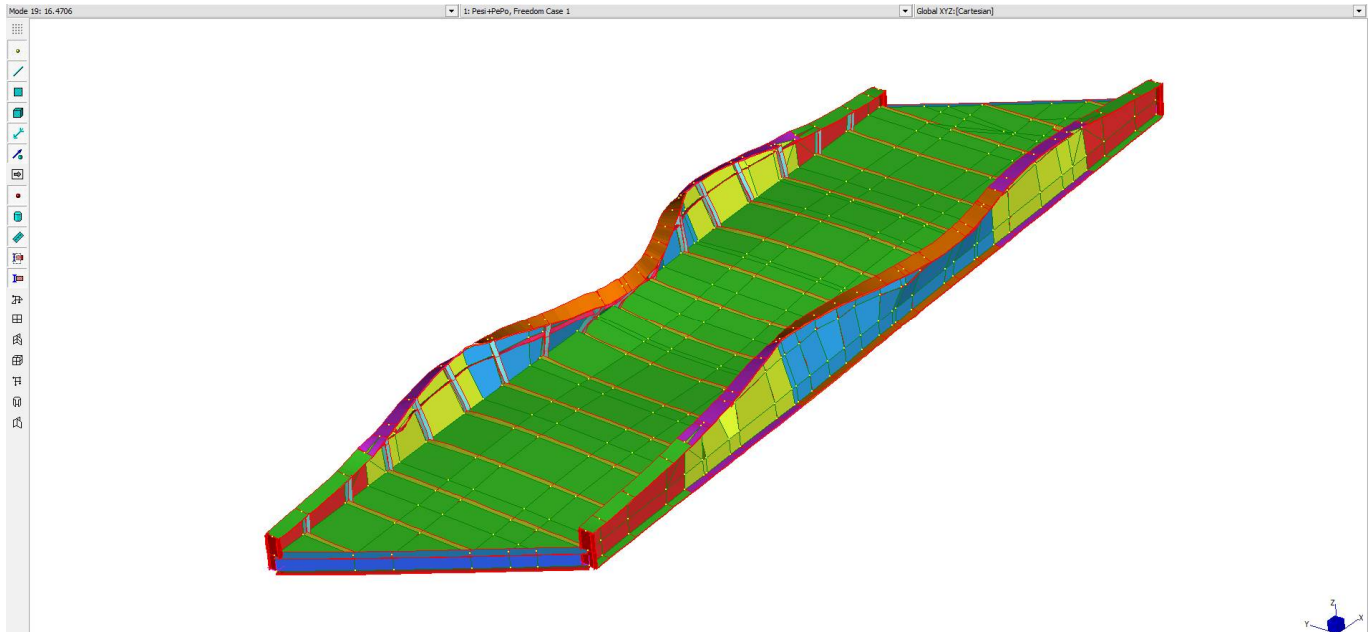 Mode 19: 16.4706
1: Pesi+PePo, Freedom Case 1
Global XYZ:[Cartesian]
Z
Y
X